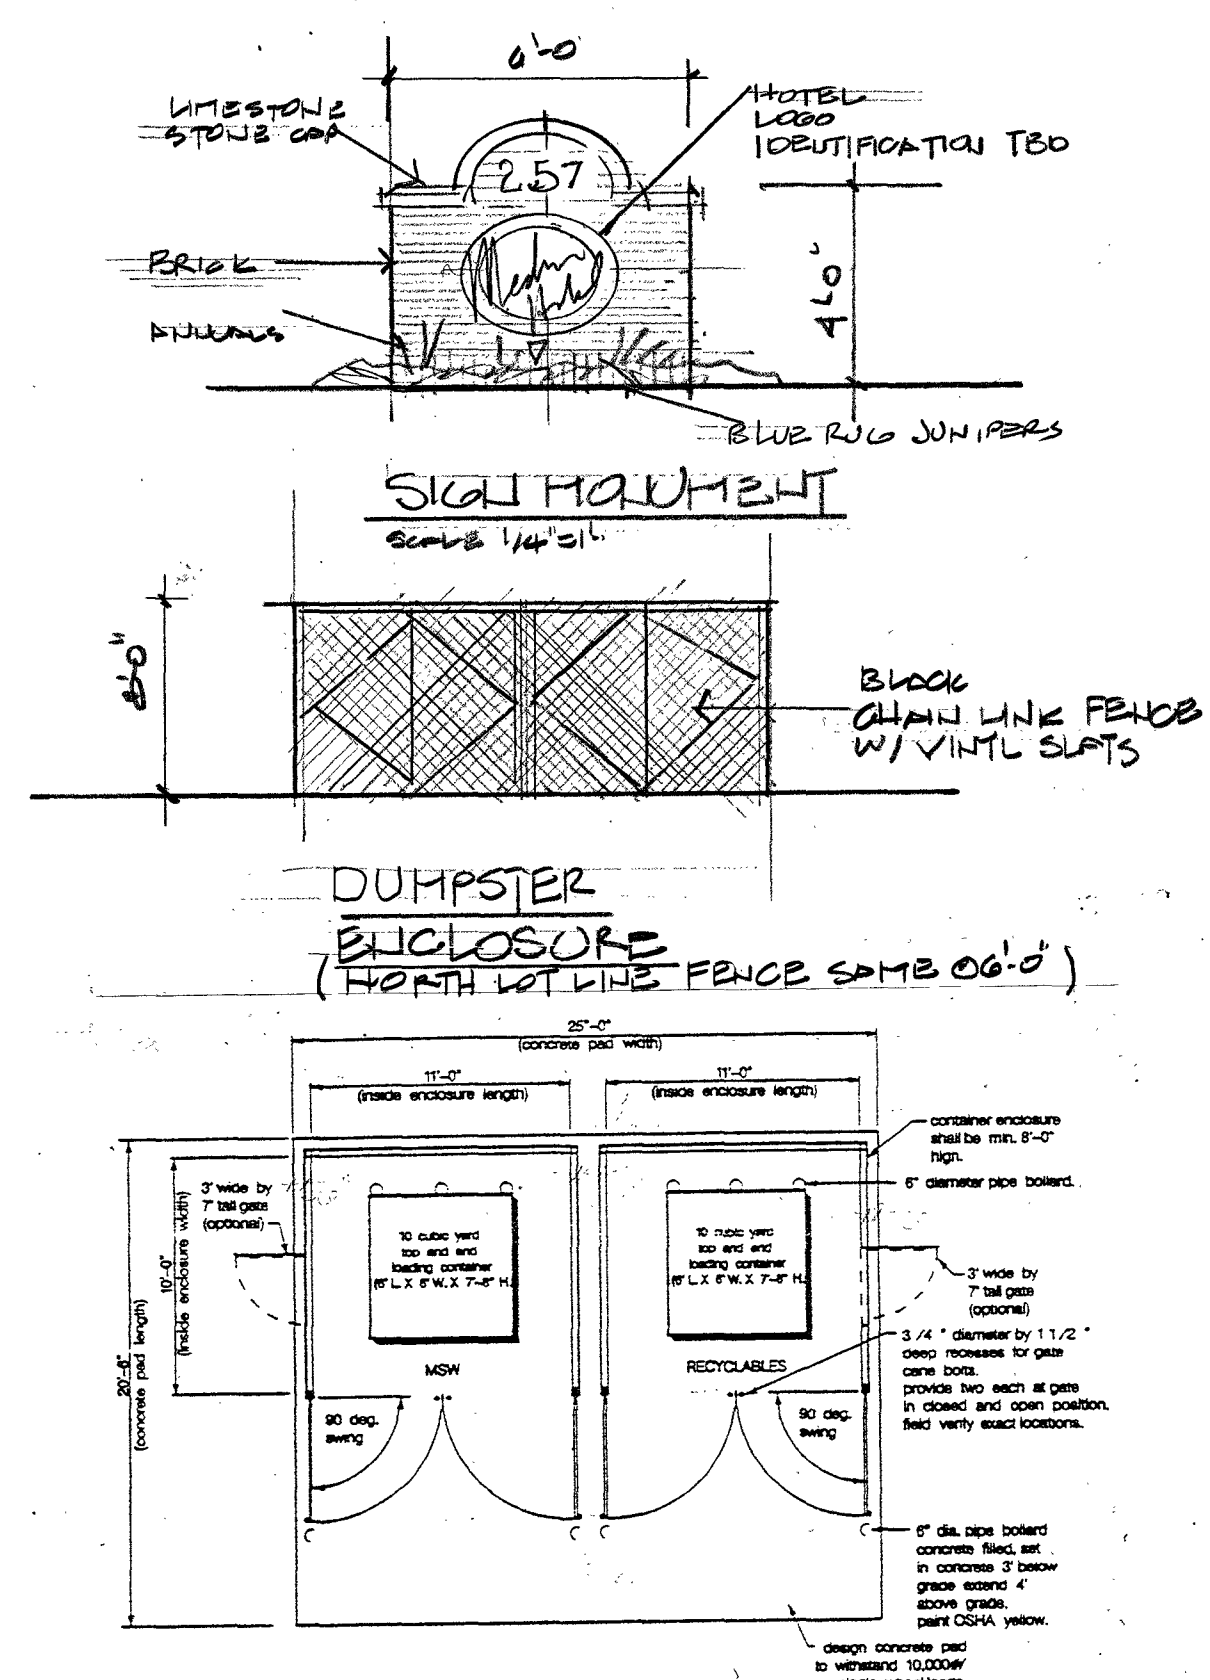 6'-0"
LIMESTONE
STONE CAP
HOTEL
LOGO
IDENTIFICATION TBD
257
BRICK
4'-0"
ANNUALS
BLUE RUG JUNIPERS
SIGN MONUMENT
SCALE 1/4"=1'
8'-0"
BLACK
CHAIN LINK FENCE
W/ VINYL SLATS
DUMPSTER
ENCLOSURE
(NORTH LOT LINE FENCE SAME @ 6'-0")
25'-0"
(concrete pad width)
11'-0"
(inside enclosure length)
11'-0"
(inside enclosure length)
container enclosure
shall be min. 8'-0"
high.
6" diameter pipe bollard.
3' wide by
7' tall gate
(optional)
10'-0"
(inside enclosure width)
20'-6"
(concrete pad length)
10 cubic yard
top and end
loading container
(6' L X 6' W. X 7'-6" H.)
10 cubic yard
top and end
loading container
(6' L X 6' W. X 7'-6" H.)
3' wide by
7' tall gate
(optional)
3/4 " diameter by 1 1/2 "
deep recesses for gate
cane bolts.
provide two each at gate
in closed and open position.
field verify exact locations.
MSW
RECYCLABLES
90 deg.
swing
90 deg.
swing
6" dia. pipe bollard
concrete filled, set
in concrete 3' below
grade extend 4'
above grade.
paint OSHA yellow.
design concrete pad
to withstand 10,000#